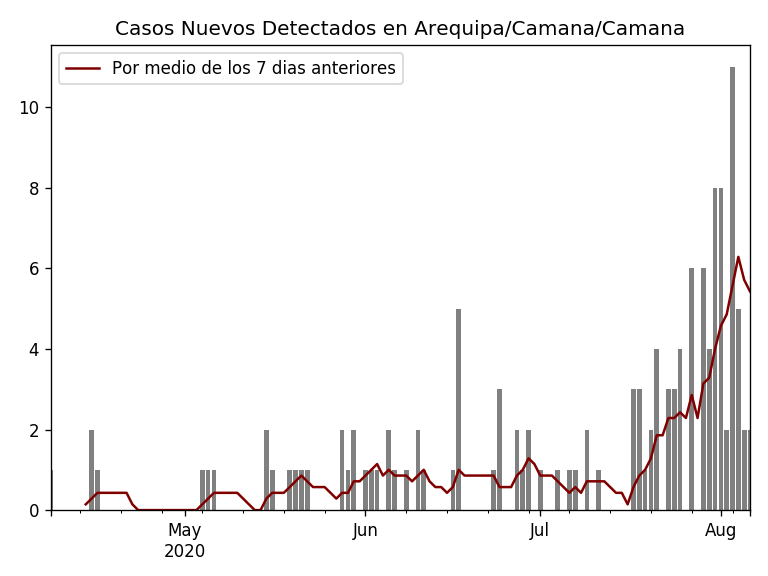 Casos Nuevos Detectados en Arequipa/Camana/Camana
Por medio de los 7 dias anteriores
10
8
6
4
2
0
May Jun Jul Aug
2020